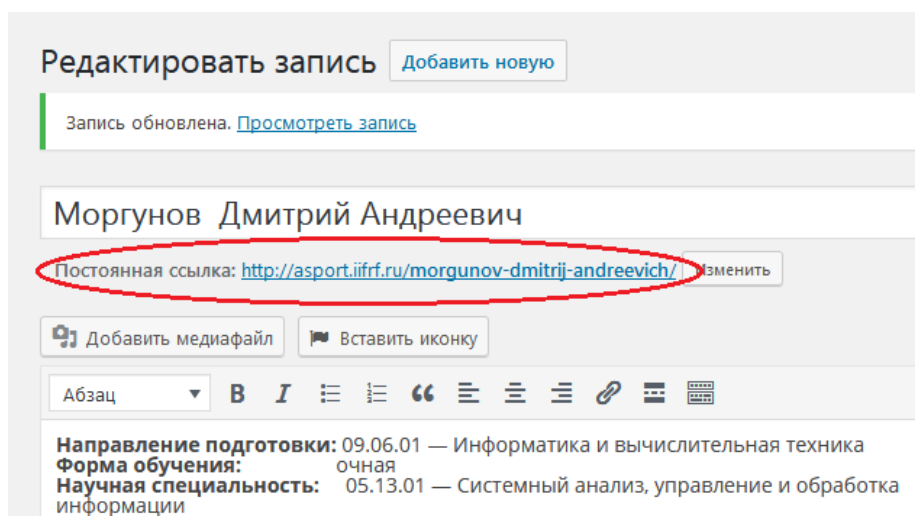 Редактировать запись Добавить новую
Запись обновлена. Просмотреть запись
Моргунов Дмитрий Андреевич
Постоянная ссылка: http://asport.iifrf.ru/morgunov-dmitrij-andreevich/ Изменить
Добавить медиафайл Вставить иконку
Абзац B I
Направление подготовки: 09.06.01 — Информатика и вычислительная техника
Форма обучения: очная
Научная специальность: 05.13.01 — Системный анализ, управление и обработка
информации